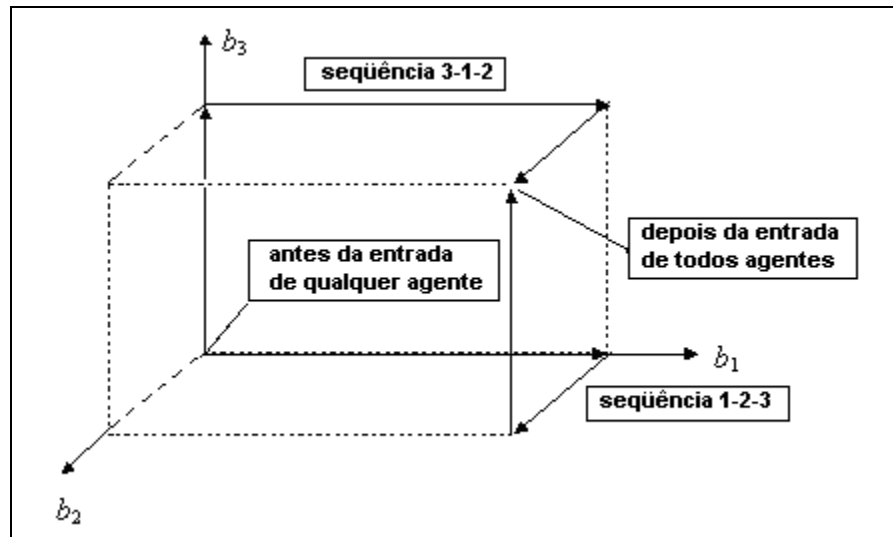 b3
seqüência 3-1-2
antes da entrada
de qualquer agente
depois da entrada
de todos agentes
b1
seqüência 1-2-3
b2